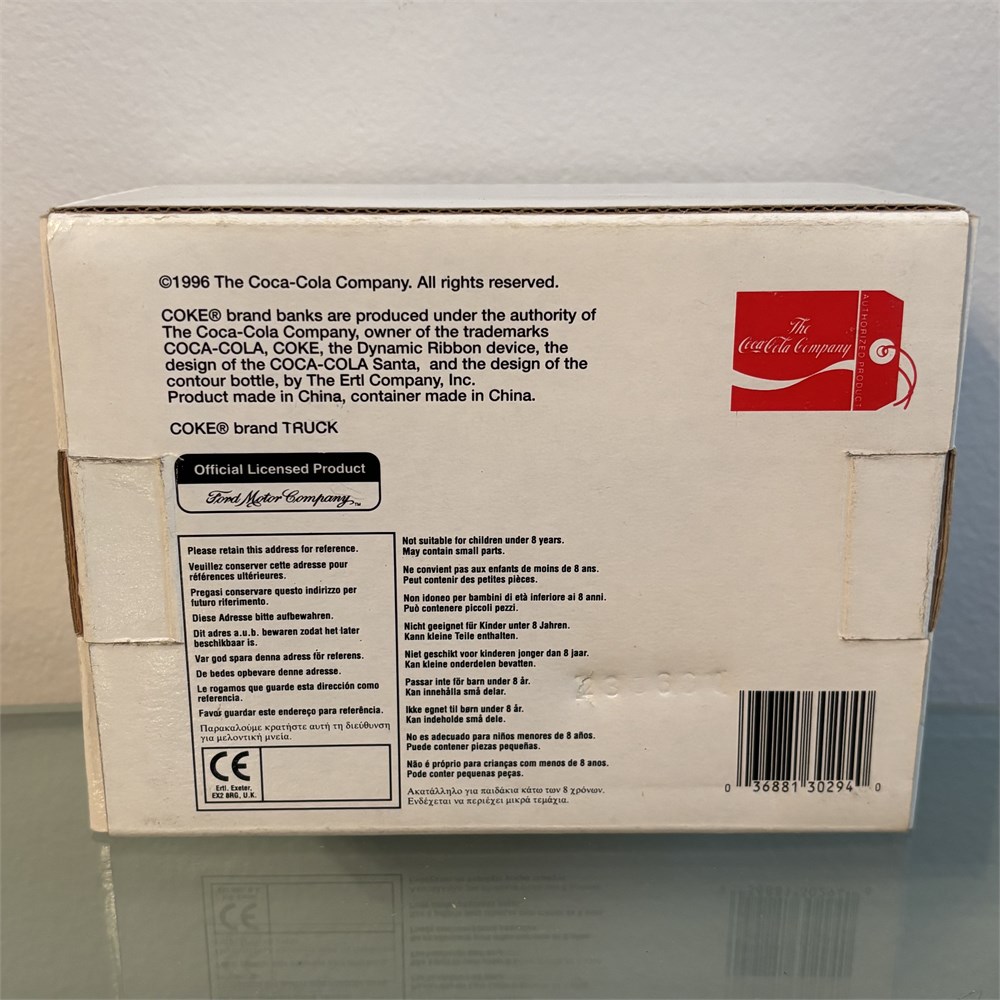 ©1996 The Coca-Cola Company. All rights reserved.
COKE® brand banks are produced under the authority of
The Coca-Cola Company, owner of the trademarks
COCA-COLA, COKE, the Dynamic Ribbon device, the
design of the COCA-COLA Santa, and the design of the
contour bottle, by The Ertl Company, Inc.
Product made in China, container made in China.
COKE® brand TRUCK
The
Coca-Cola Company
AUTHORIZED PRODUCT
Official Licensed Product
Ford Motor Company™
Please retain this address for reference.
Veuillez conserver cette adresse pour
références ultérieures.
Pregasi conservare questo indirizzo per
futuro riferimento.
Diese Adresse bitte aufbewahren.
Dit adres a.u.b. bewaren zodat het later
beschikbaar is.
Var god spara denna adress för referens.
De bedes opbevare denne adresse.
Le rogamos que guarde esta dirección como
referencia.
Favor guardar este endereço para referência.
Παρακαλούμε κρατήστε αυτή τη διεύθυνση
για μελοντική μνεία.
CE
Ertl, Exeter,
EX2 8RG, U.K.
Not suitable for children under 8 years.
May contain small parts.
Ne convient pas aux enfants de moins de 8 ans.
Peut contenir des petites pièces.
Non idoneo per bambini di età inferiore ai 8 anni.
Può contenere piccoli pezzi.
Nicht geeignet für Kinder unter 8 Jahren.
Kann kleine Teile enthalten.
Niet geschikt voor kinderen jonger dan 8 jaar.
Kan kleine onderdelen bevatten.
Passar inte för barn under 8 år.
Kan innehålla små delar.
Ikke egnet til børn under 8 år.
Kan indeholde små dele.
No es adecuado para niños menores de 8 años.
Puede contener piezas pequeñas.
Não é próprio para crianças com menos de 8 anos.
Pode conter pequenas peças.
Ακατάλληλο για παιδάκια κάτω των 8 χρόνων.
Ενδέχεται να περιέχει μικρά τεμάχια.
0 36881 30294 0